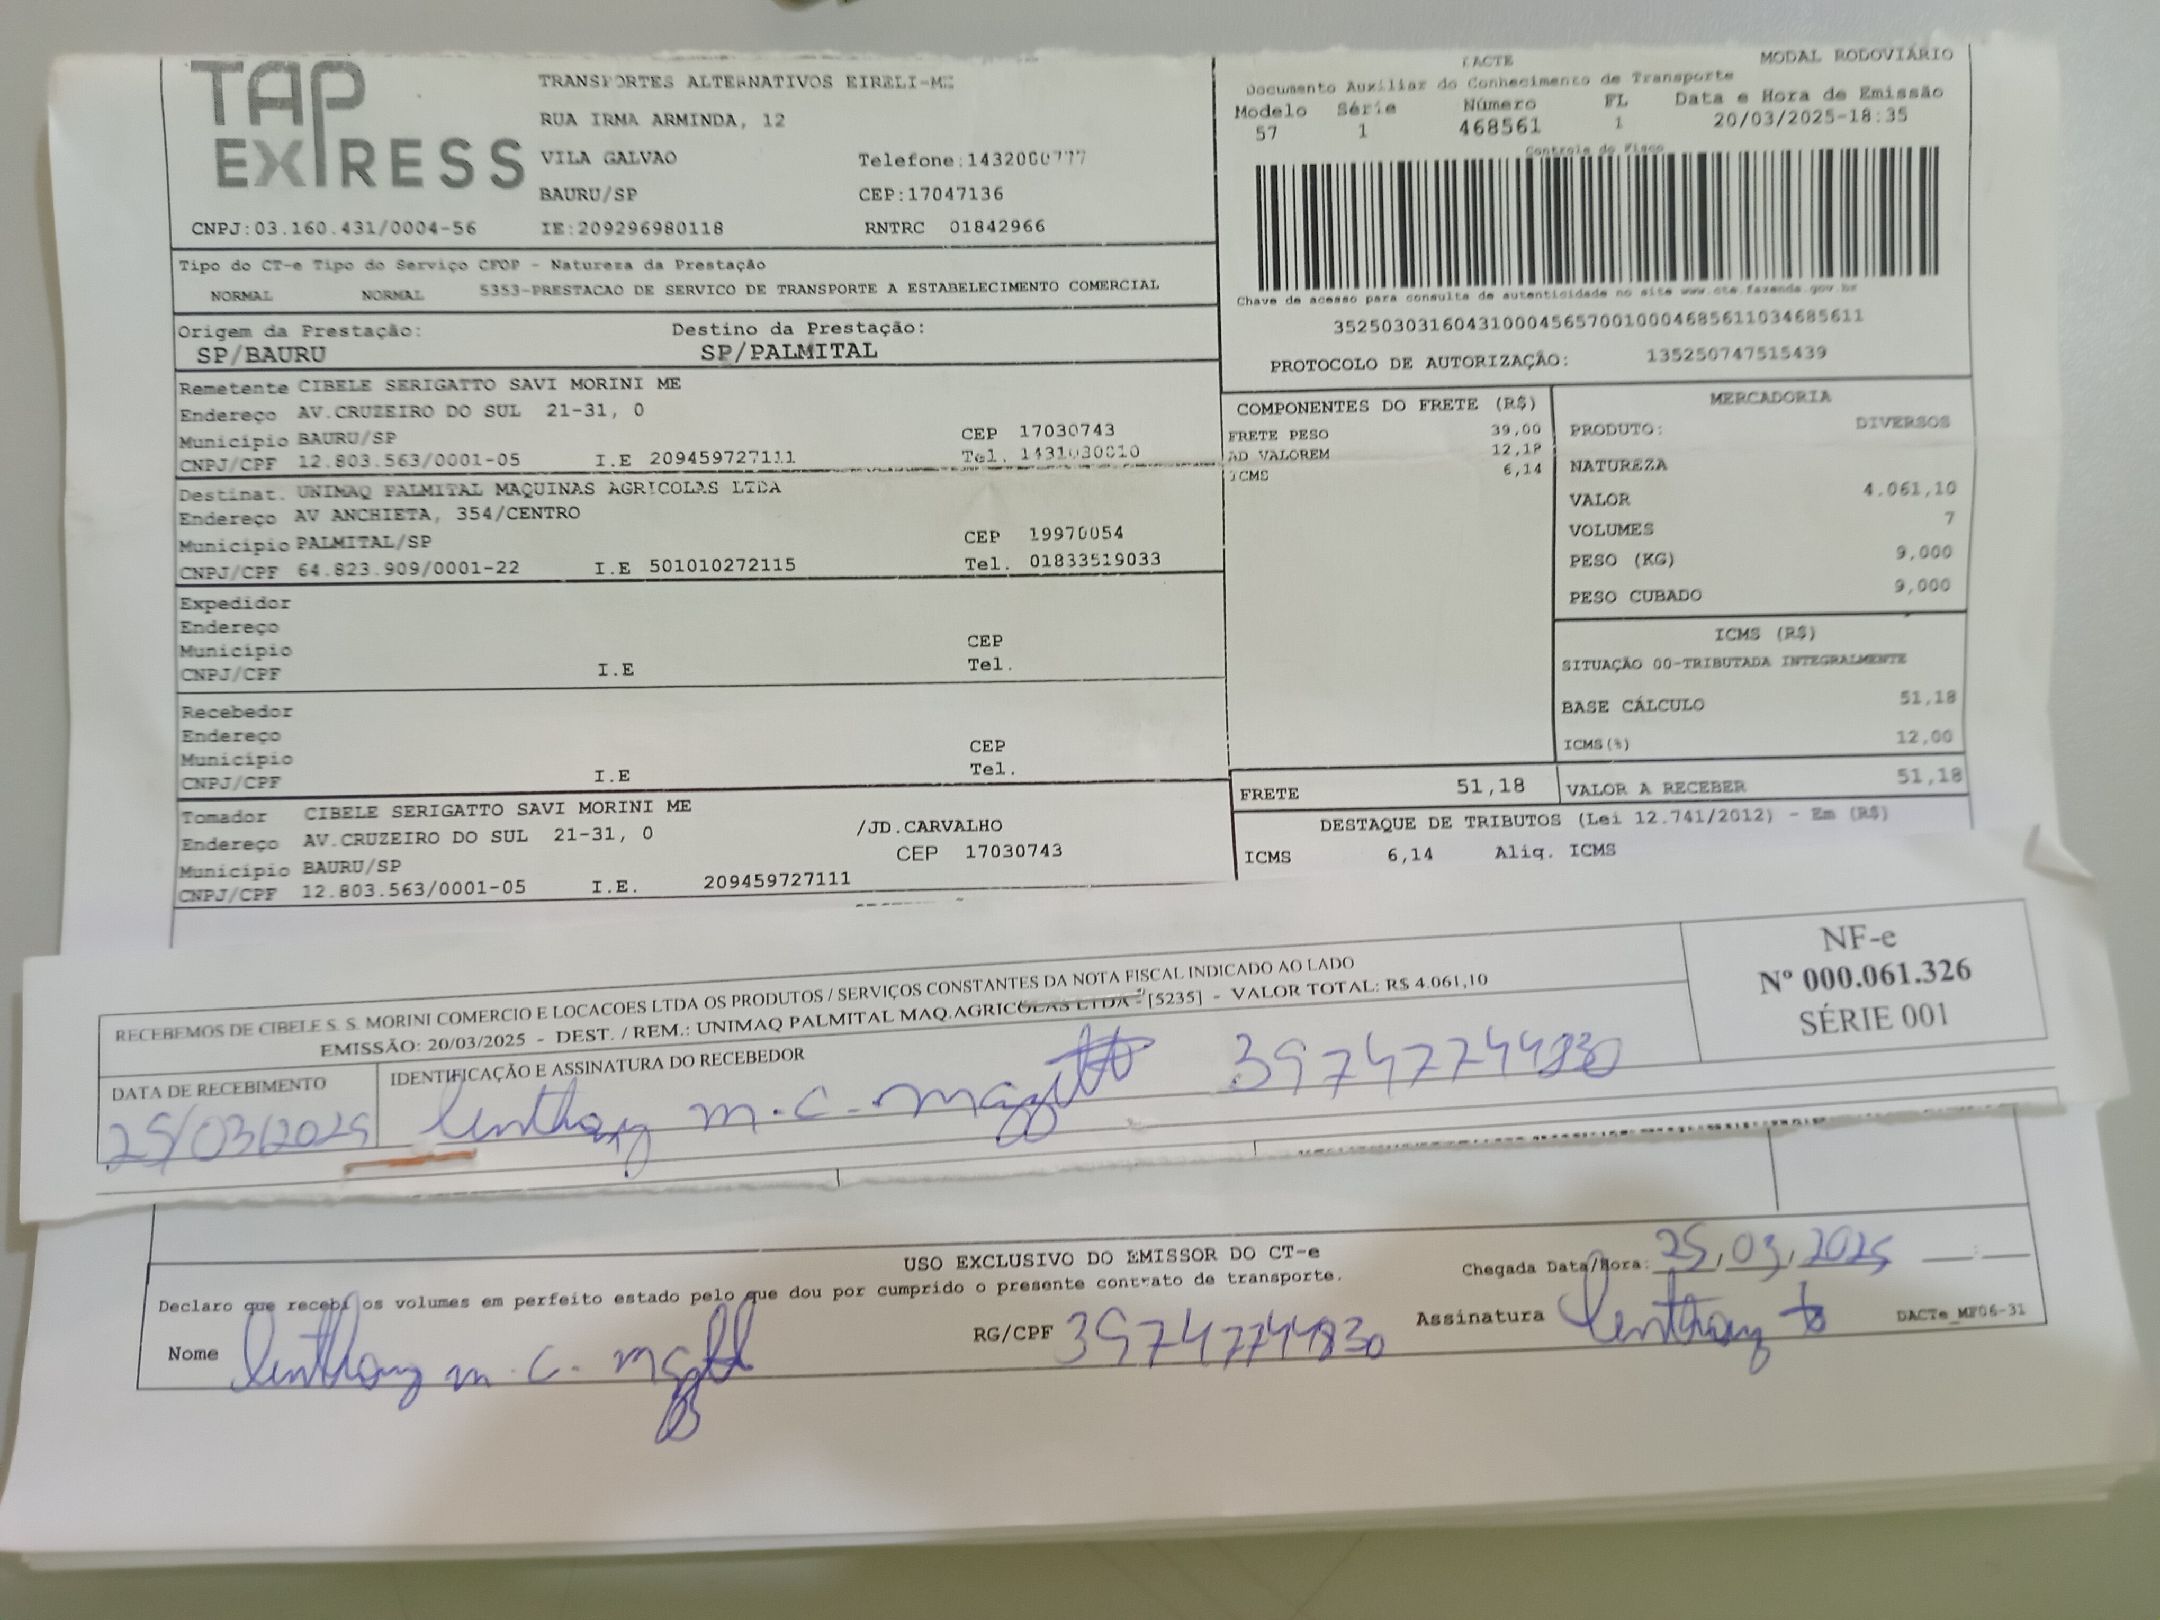 TAP EXPRESS
TRANSPORTES ALTERNATIVOS EIRELI-ME
RUA IRMA ARMINDA, 12
VILA GALVAO Telefone:1432000777
BAURU/SP CEP:17047136
CNPJ:03.160.431/0004-56 IE:209296980118 RNTRC 01842966
DACTE MODAL RODOVIÁRIO
Documento Auxiliar do Conhecimento de Transporte
Modelo Série Número FL Data e Hora de Emissão
57 1 468561 1 20/03/2025-18:35
Controle do Fisco
Chave de acesso para consulta de autenticidade no site www.cte.fazenda.gov.br
35250303160431000456570010004685611034685611
PROTOCOLO DE AUTORIZAÇÃO: 135250747515439
Tipo do CT-e Tipo do Serviço CFOP - Natureza da Prestação
NORMAL NORMAL 5353-PRESTACAO DE SERVICO DE TRANSPORTE A ESTABELECIMENTO COMERCIAL
Origem da Prestação: Destino da Prestação:
SP/BAURU SP/PALMITAL
Remetente CIBELE SERIGATTO SAVI MORINI ME
Endereço AV.CRUZEIRO DO SUL 21-31, 0
Município BAURU/SP CEP 17030743
CNPJ/CPF 12.803.563/0001-05 I.E 209459727111 Tel. 1431030010
Destinat. UNIMAQ PALMITAL MAQUINAS AGRICOLAS LTDA
Endereço AV ANCHIETA, 354/CENTRO
Município PALMITAL/SP CEP 19970054
CNPJ/CPF 64.823.909/0001-22 I.E 501010272115 Tel. 01833519033
Expedidor
Endereço
Município CEP
CNPJ/CPF I.E Tel.
Recebedor
Endereço
Município CEP
CNPJ/CPF I.E Tel.
Tomador CIBELE SERIGATTO SAVI MORINI ME
Endereço AV.CRUZEIRO DO SUL 21-31, 0 /JD.CARVALHO
Município BAURU/SP CEP 17030743
CNPJ/CPF 12.803.563/0001-05 I.E. 209459727111
COMPONENTES DO FRETE (R$)
FRETE PESO 39,00
AD VALOREM 12,18
ICMS 6,14
MERCADORIA
PRODUTO: DIVERSOS
NATUREZA
VALOR 4.061,10
VOLUMES 7
PESO (KG) 9,000
PESO CUBADO 9,000
ICMS (R$)
SITUAÇÃO 00-TRIBUTADA INTEGRALMENTE
BASE CÁLCULO 51,18
ICMS(%) 12,00
FRETE 51,18 VALOR A RECEBER 51,18
DESTAQUE DE TRIBUTOS (Lei 12.741/2012) - Em (R$)
ICMS 6,14 Aliq. ICMS
RECEBEMOS DE CIBELE S. S. MORINI COMERCIO E LOCACOES LTDA OS PRODUTOS / SERVIÇOS CONSTANTES DA NOTA FISCAL INDICADO AO LADO
EMISSÃO: 20/03/2025 - DEST. / REM.: UNIMAQ PALMITAL MAQ.AGRICOLAS LTDA - [5235] - VALOR TOTAL: R$ 4.061,10
NF-e
Nº 000.061.326
SÉRIE 001
DATA DE RECEBIMENTO IDENTIFICAÇÃO E ASSINATURA DO RECEBEDOR
25/03/2025 m.c. 39747744830
USO EXCLUSIVO DO EMISSOR DO CT-e
Declaro que recebi os volumes em perfeito estado pelo que dou por cumprido o presente contrato de transporte.
Chegada Data/Hora: 25/03/2025 __:__
Nome m.c. RG/CPF 39747744830 Assinatura
DACTe_MF06-31